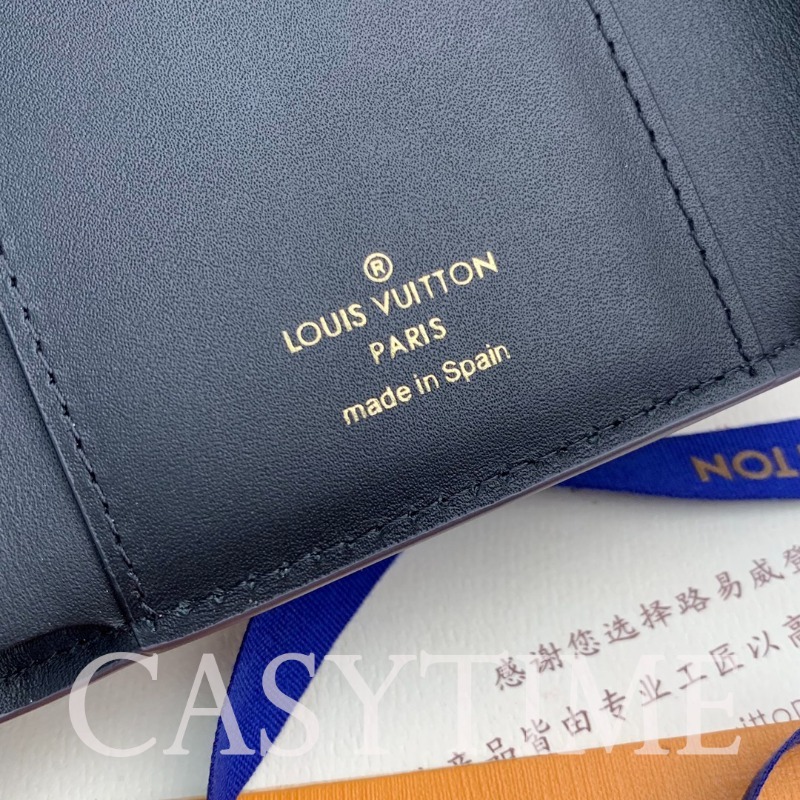 ®
LOUIS VUITTON
PARIS
made in Spain
感谢您选择路易威登
产品皆由专业工匠以高
CASYTIME